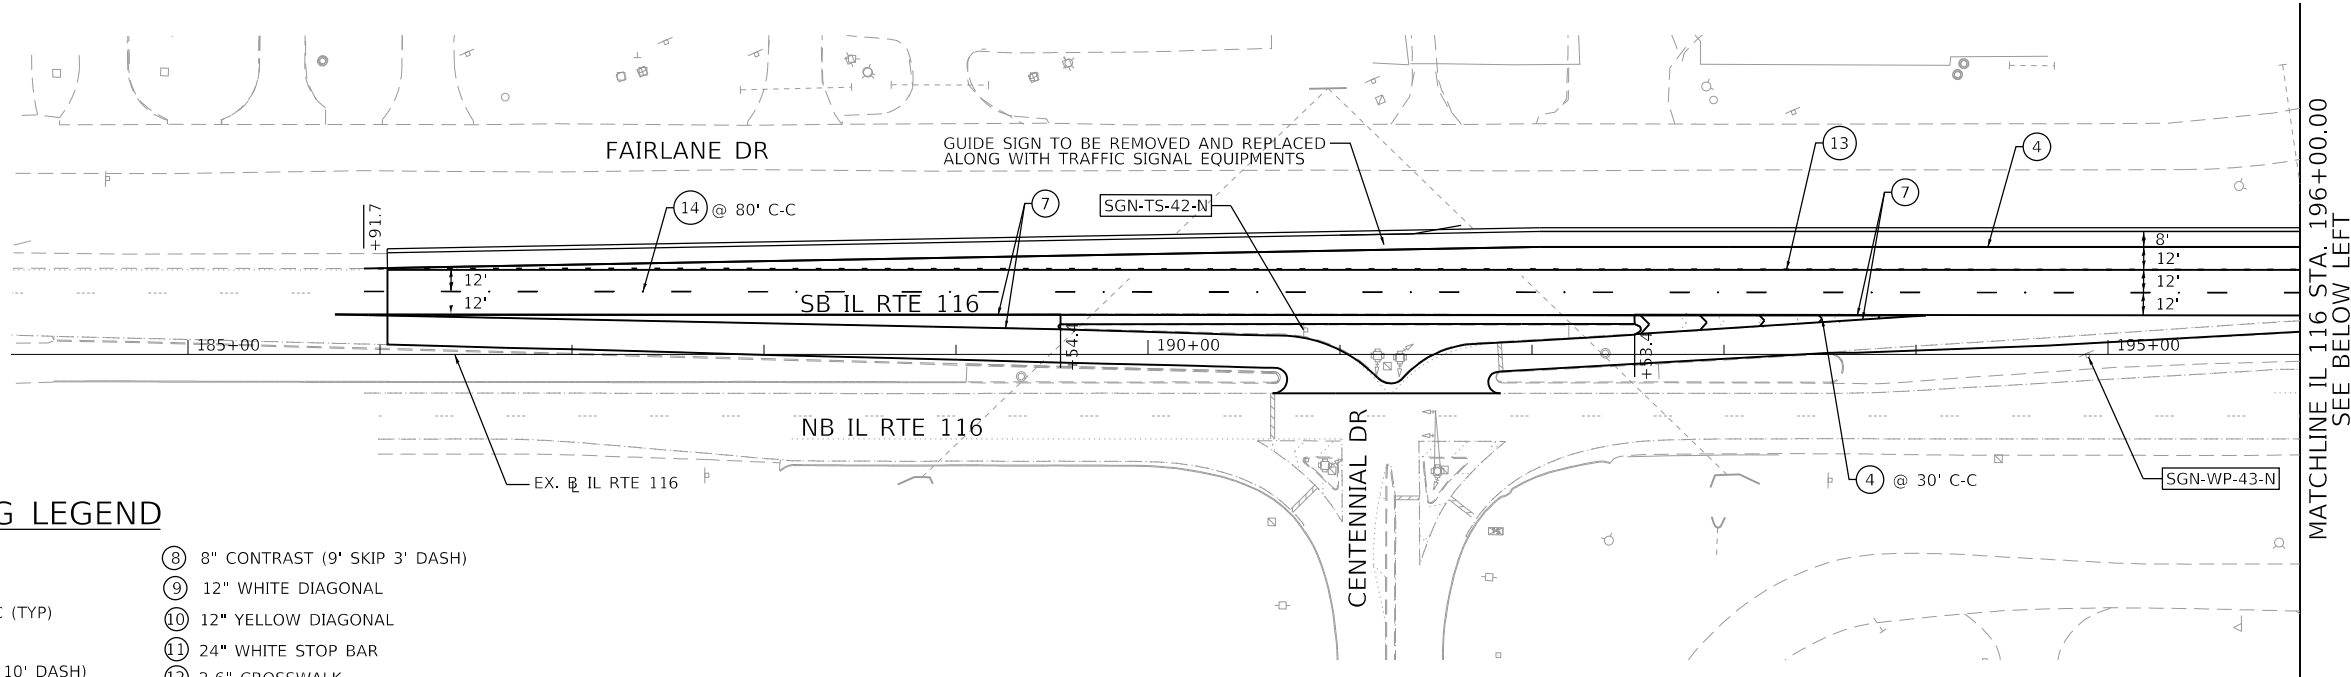 FAIRLANE DR
GUIDE SIGN TO BE REMOVED AND REPLACED
ALONG WITH TRAFFIC SIGNAL EQUIPMENTS
13
4
7
SGN-TS-42-N
7
14 @ 80' C-C
+91.7
12'
12'
SB IL RTE 116
8'
12'
12'
12'
185+00
190+00
195+00
+54.4
+53.4
NB IL RTE 116
CENTENNIAL DR
EX. ℄ IL RTE 116
4 @ 30' C-C
SGN-WP-43-N
MATCHLINE IL 116 STA. 196+00.00
SEE BELOW LEFT
G LEGEND
8 8" CONTRAST (9' SKIP 3' DASH)
9 12" WHITE DIAGONAL
C (TYP)
10 12" YELLOW DIAGONAL
11 24" WHITE STOP BAR
10' DASH)
12 2.6" CROSSWALK